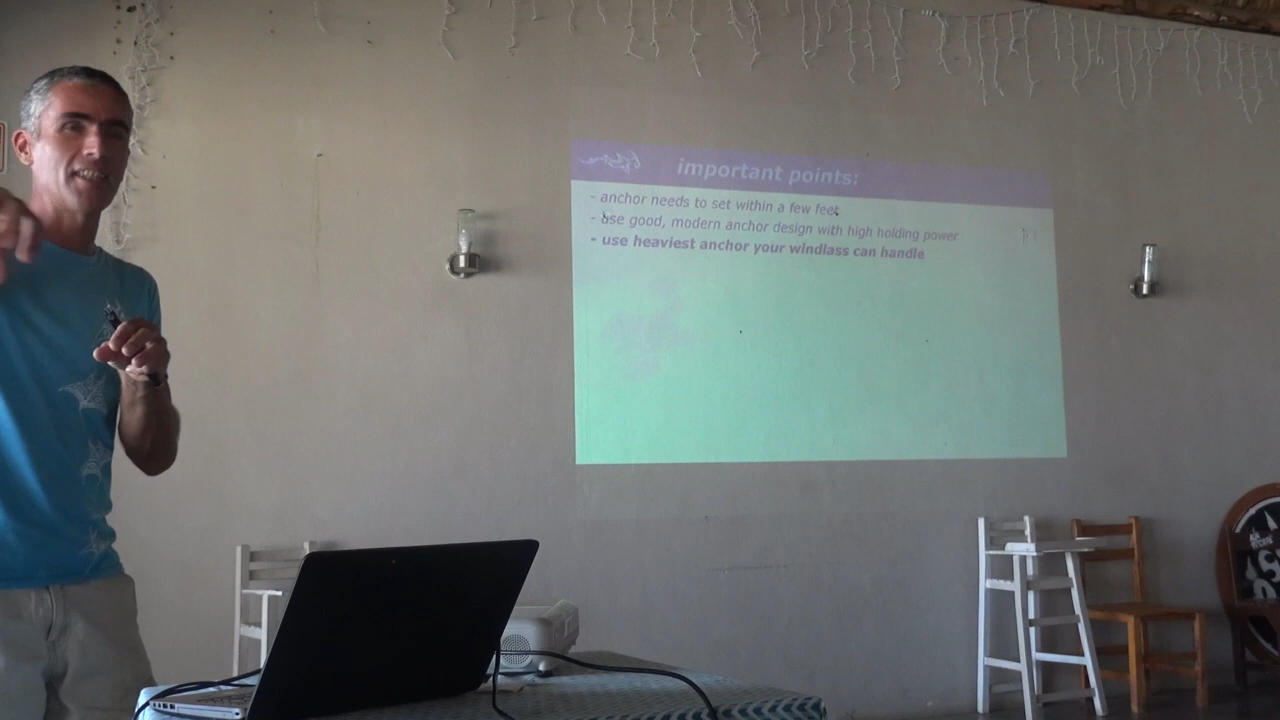 important points:
- anchor needs to set within a few feet
- use good, modern anchor design with high holding power
- use heaviest anchor your windlass can handle